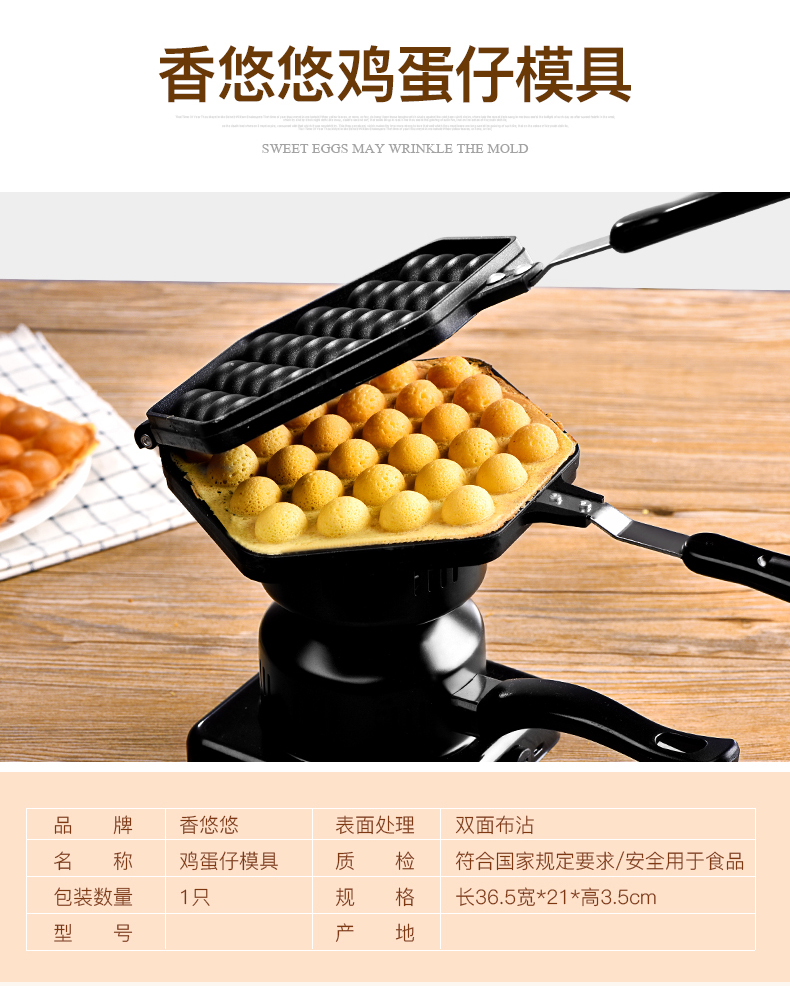 香悠悠鸡蛋仔模具
SWEET EGGS MAY WRINKLE THE MOLD
品 牌 香悠悠 表面处理 双面布沾
名 称 鸡蛋仔模具 质 检 符合国家规定要求/安全用于食品
包装数量 1只 规 格 长36.5宽*21*高3.5cm
型 号 产 地